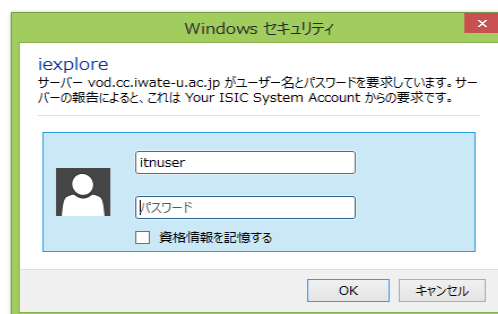 Windows セキュリティ
iexplore
サーバー vod.cc.iwate-u.ac.jp がユーザー名とパスワードを要求しています。サー
バーの報告によると、これは Your ISIC System Account からの要求です。
itnuser
パスワード
資格情報を記憶する
OK
キャンセル